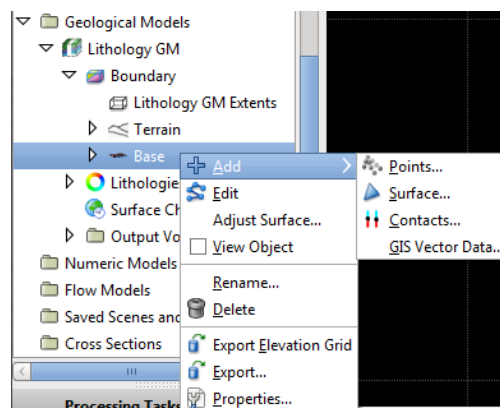 Geological Models
Lithology GM
Boundary
Lithology GM Extents
Terrain
Base
Lithologie
Surface Ch
Output Vo
Numeric Models
Flow Models
Saved Scenes and
Cross Sections
Processing Task
Add
Edit
Adjust Surface...
View Object
Rename...
Delete
Export Elevation Grid
Export...
Properties...
Points...
Surface...
Contacts...
GIS Vector Data...